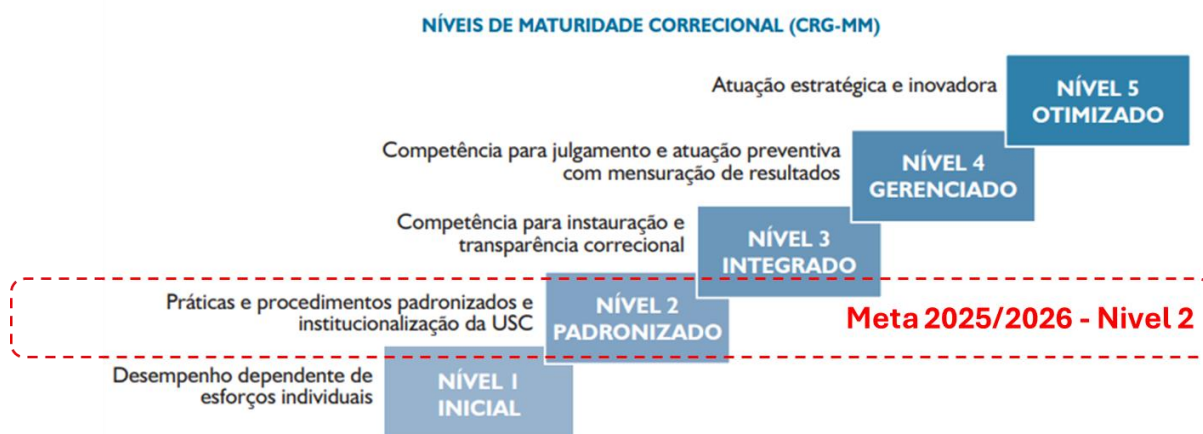 NÍVEIS DE MATURIDADE CORRECIONAL (CRG-MM)
Atuação estratégica e inovadora
NÍVEL 5
OTIMIZADO
Competência para julgamento e atuação preventiva
com mensuração de resultados
NÍVEL 4
GERENCIADO
Competência para instauração e
transparência correcional
NÍVEL 3
INTEGRADO
Práticas e procedimentos padronizados e
institucionalização da USC
NÍVEL 2
PADRONIZADO
Meta 2025/2026 - Nivel 2
Desempenho dependente de
esforços individuais
NÍVEL 1
INICIAL